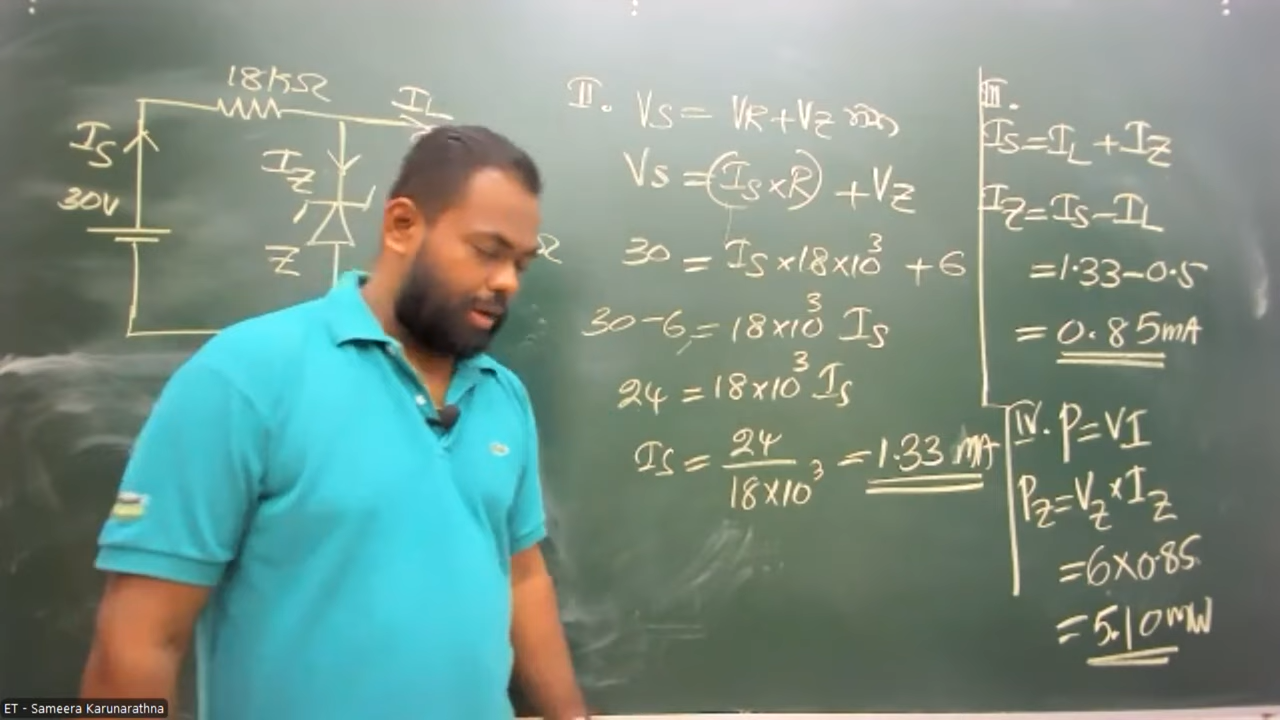 18KΩ
IL
IS
30V
IZ
Z
Ω
II. VS = VR+VZ
VS = (IS×R) + VZ
30 = IS×18×10³ + 6
30-6 = 18×10³ IS
24 = 18×10³ IS
IS = 24/18×10³ = 1.33 mA
III.
IS=IL+IZ
IZ=IS-IL
=1.33-0.5
= 0.85mA
IV. P=VI
PZ=VZ×IZ
=6×0.85
=5.10mW
ET - Sameera Karunarathna